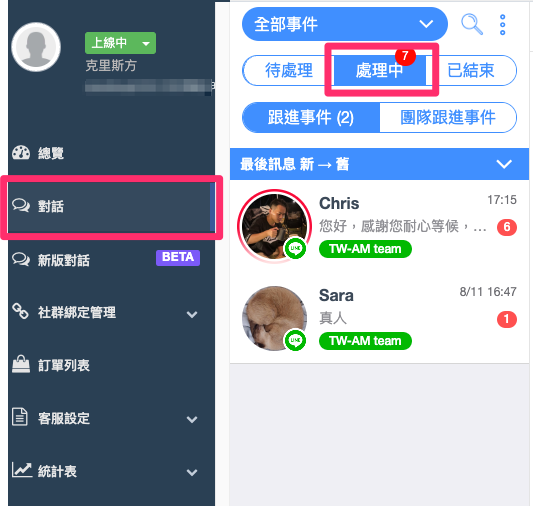 上線中
克里斯方
總覽
對話
新版對話 BETA
社群綁定管理
訂單列表
客服設定
統計表
全部事件
待處理 處理中 7 已結束
跟進事件 (2) 團隊跟進事件
最後訊息 新 → 舊
Chris 17:15
您好，感謝您耐心等候，... 6
LINE TW-AM team
Sara 8/11 16:47
真人 1
LINE TW-AM team